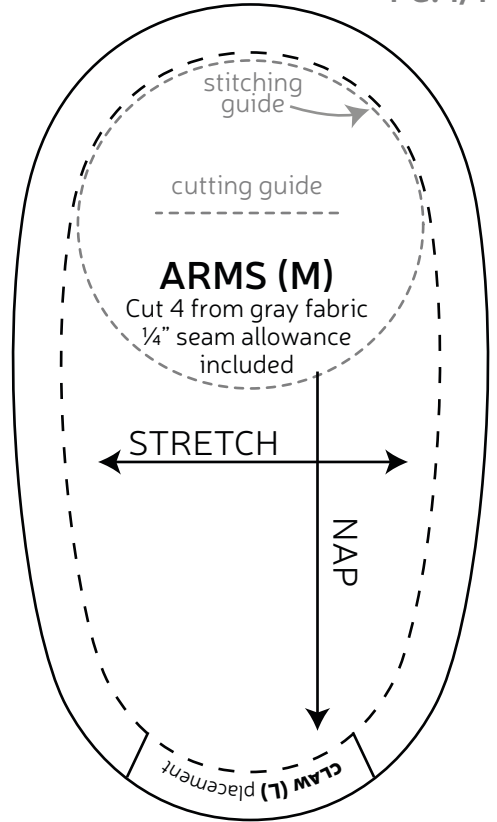 stitching
guide
cutting guide
ARMS (M)
Cut 4 from gray fabric
¼” seam allowance
included
STRETCH
NAP
CLAW (L) placement